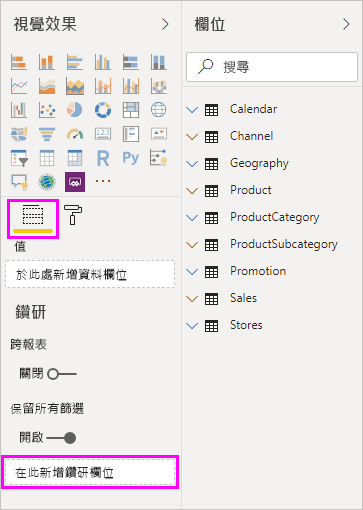 視覺效果
欄位
搜尋
123
R
Py
值
於此處新增資料欄位
鑽研
跨報表
關閉
保留所有篩選
開啟
在此新增鑽研欄位
Calendar
Channel
Geography
Product
ProductCategory
ProductSubcategory
Promotion
Sales
Stores